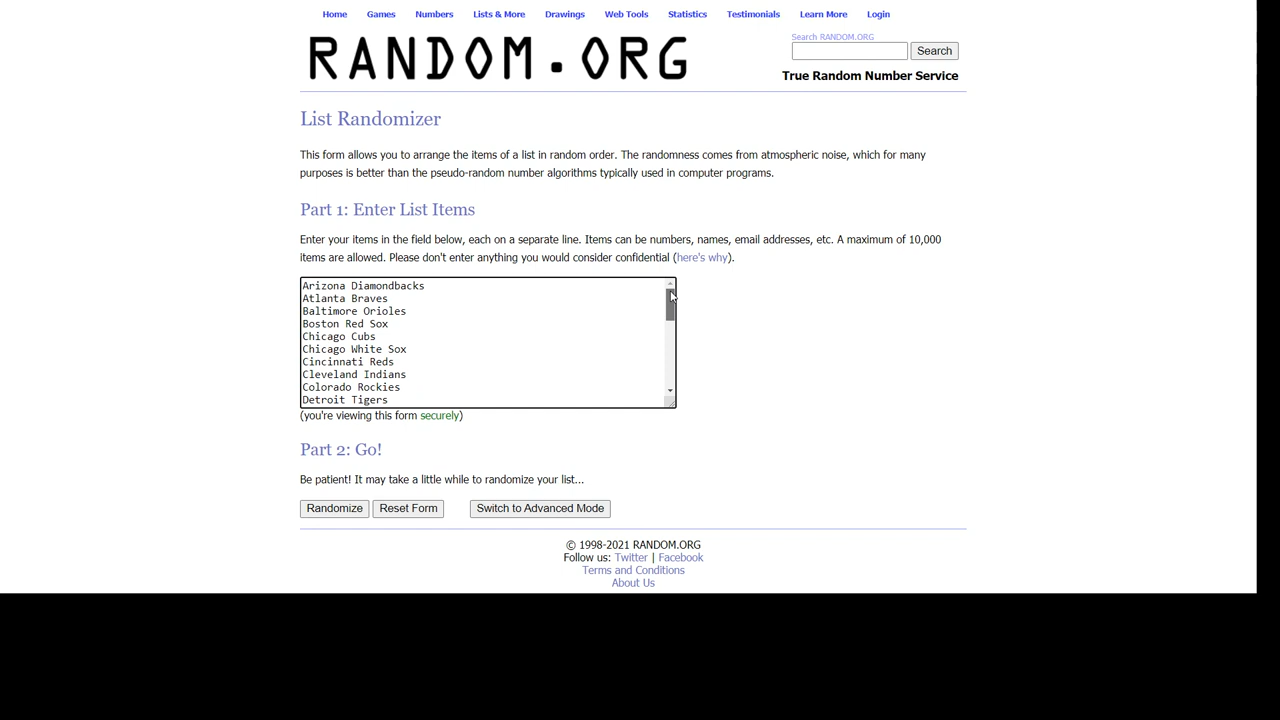 Home Games Numbers Lists & More Drawings Web Tools Statistics Testimonials Learn More Login
RANDOM.ORG
Search RANDOM.ORG
Search
True Random Number Service
List Randomizer
This form allows you to arrange the items of a list in random order. The randomness comes from atmospheric noise, which for many
purposes is better than the pseudo-random number algorithms typically used in computer programs.
Part 1: Enter List Items
Enter your items in the field below, each on a separate line. Items can be numbers, names, email addresses, etc. A maximum of 10,000
items are allowed. Please don't enter anything you would consider confidential (here's why).
Arizona Diamondbacks
Atlanta Braves
Baltimore Orioles
Boston Red Sox
Chicago Cubs
Chicago White Sox
Cincinnati Reds
Cleveland Indians
Colorado Rockies
Detroit Tigers
(you're viewing this form securely)
Part 2: Go!
Be patient! It may take a little while to randomize your list...
Randomize Reset Form Switch to Advanced Mode
© 1998-2021 RANDOM.ORG
Follow us: Twitter | Facebook
Terms and Conditions
About Us